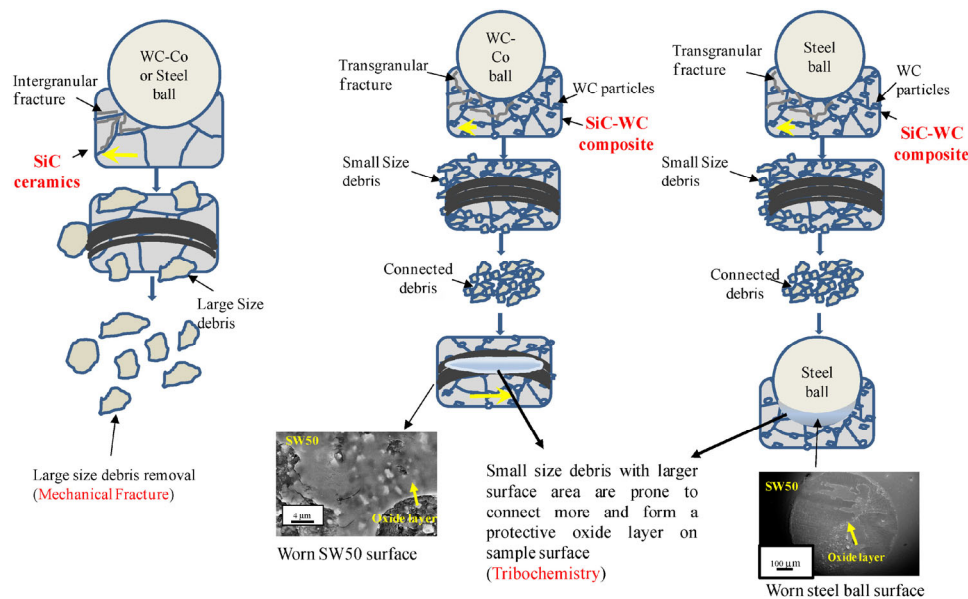 WC-Co
or Steel
ball
Intergranular
fracture
SiC
ceramics
Large Size
debris
Large size debris removal
(Mechanical Fracture)
WC-
Co
ball
Transgranular
fracture
WC particles
SiC-WC
composite
Small Size
debris
Connected
debris
SW50
Oxide layer
4 µm
Worn SW50 surface
Small size debris with larger
surface area are prone to
connect more and form a
protective oxide layer on
sample surface
(Tribochemistry)
Steel
ball
Transgranular
fracture
WC
particles
SiC-WC
composite
Small Size
debris
Connected
debris
Steel
ball
SW50
Oxide layer
100 µm
Worn steel ball surface